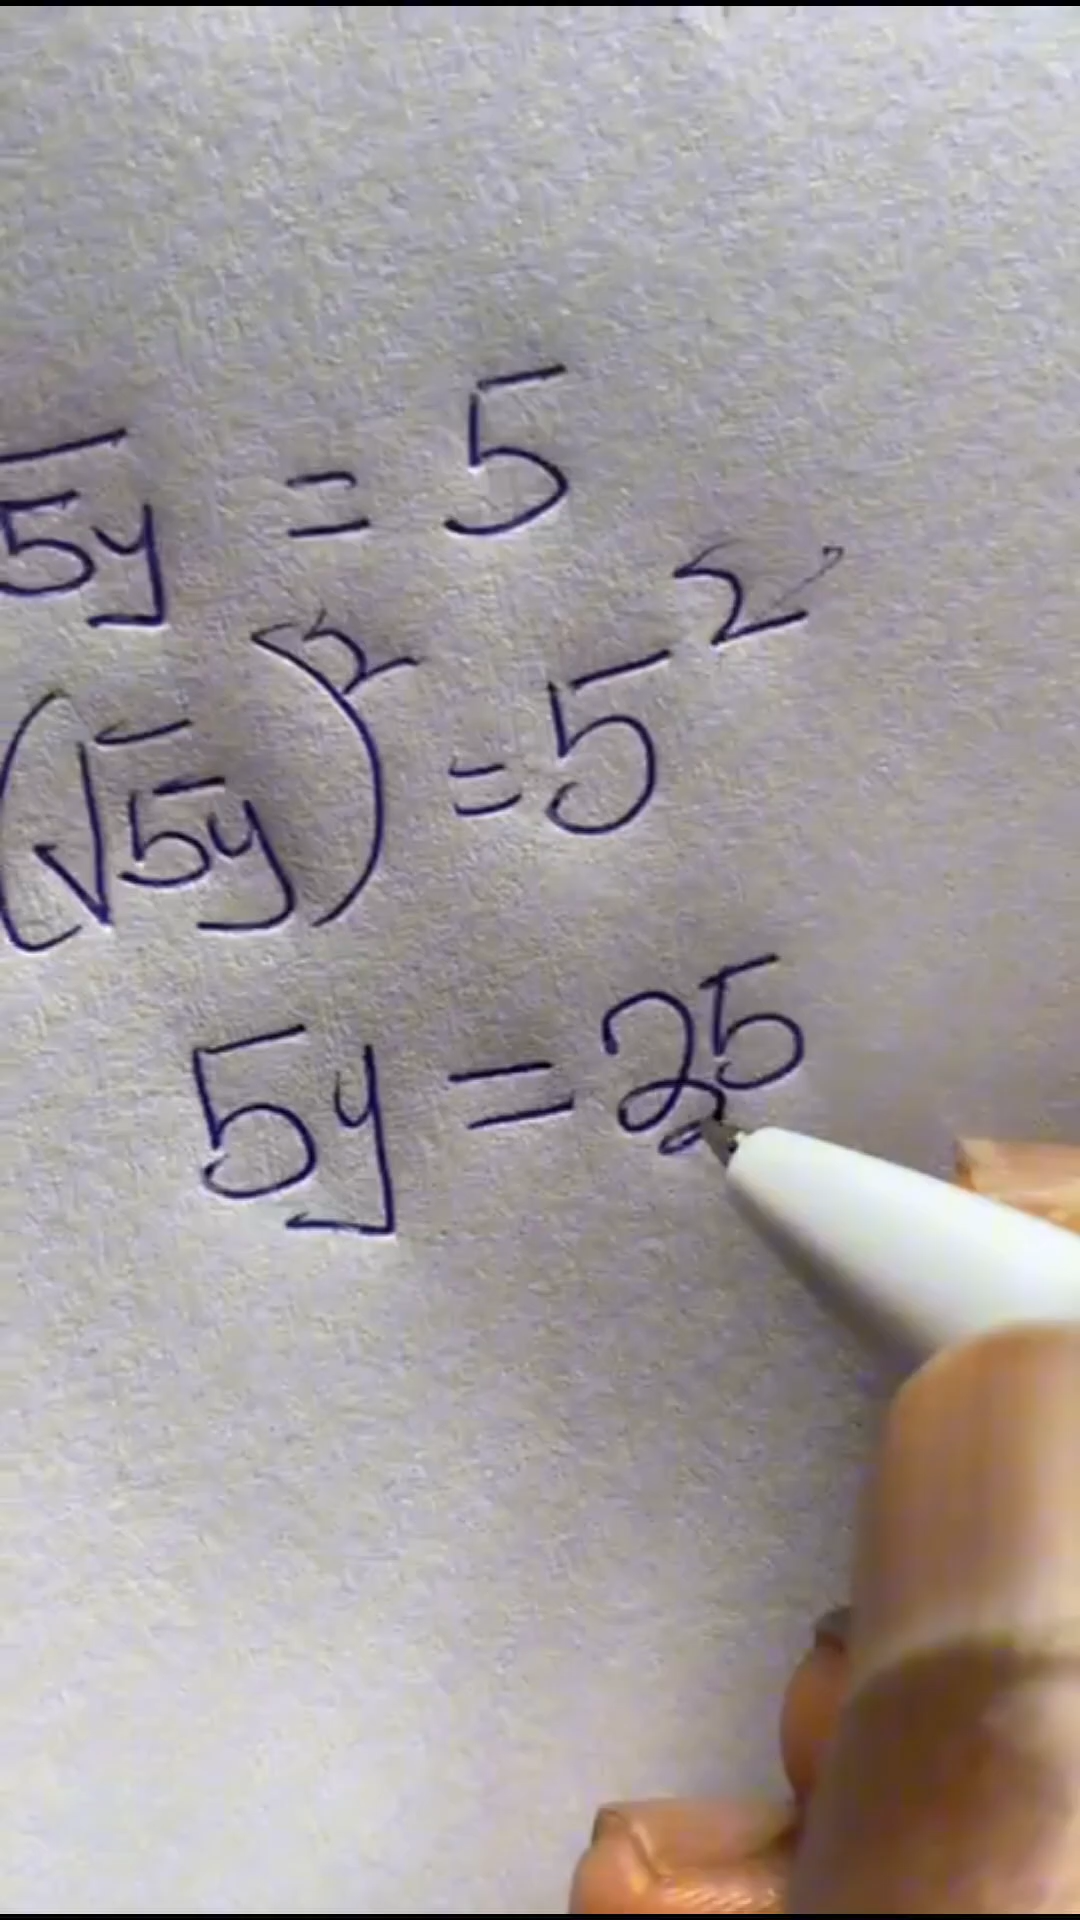 √5y = 5
(√5y)² = 5²
5y = 25